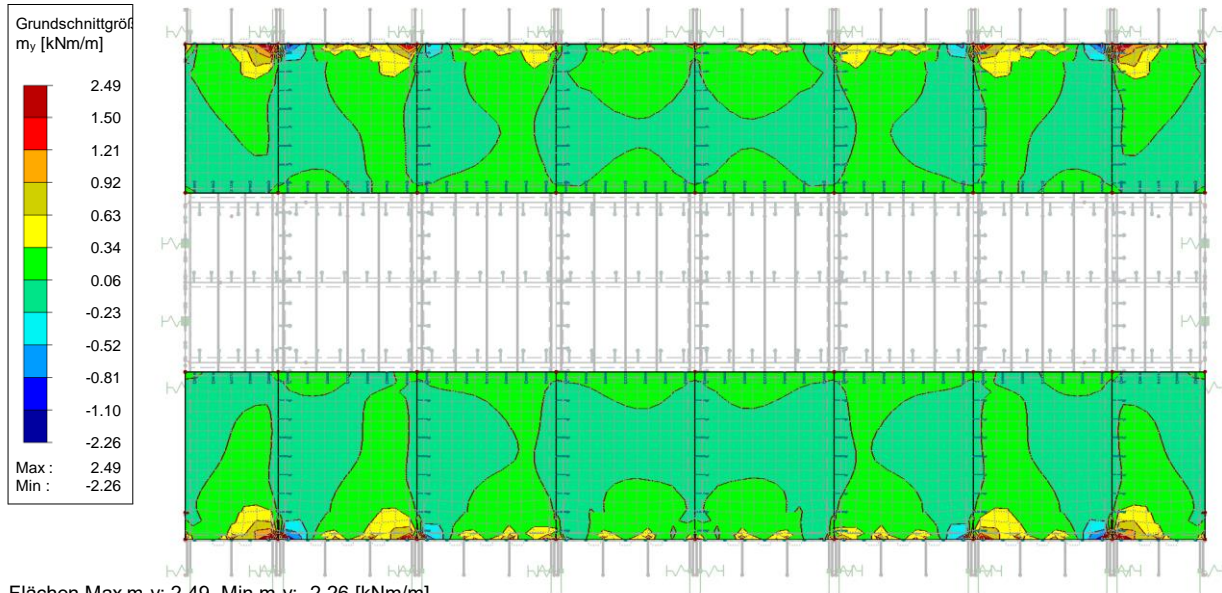 Grundschnittgröß
my [kNm/m]
2.49
1.50
1.21
0.92
0.63
0.34
0.06
-0.23
-0.52
-0.81
-1.10
-2.26
Max : 2.49
Min : -2.26
Flächen Max m-y: 2.49, Min m-y: -2.26 [kNm/m]